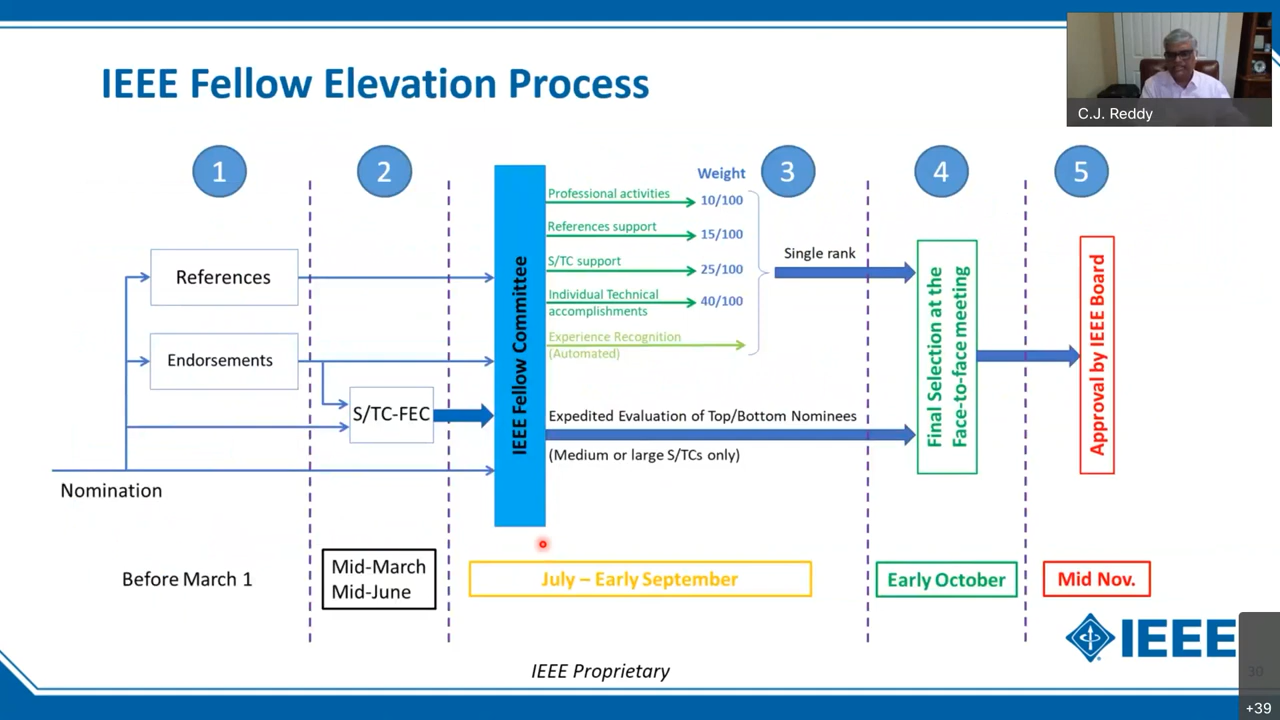 IEEE Fellow Elevation Process
C.J. Reddy
1
2
3
4
5
Weight
Professional activities
10/100
References support
15/100
S/TC support
25/100
Individual Technical
accomplishments
40/100
Experience Recognition
(Automated)
Single rank
References
Endorsements
S/TC-FEC
Nomination
IEEE Fellow Committee
Expedited Evaluation of Top/Bottom Nominees
(Medium or large S/TCs only)
Final Selection at the
Face-to-face meeting
Approval by IEEE Board
Before March 1
Mid-March
Mid-June
July – Early September
Early October
Mid Nov.
IEEE
IEEE Proprietary
30
+39